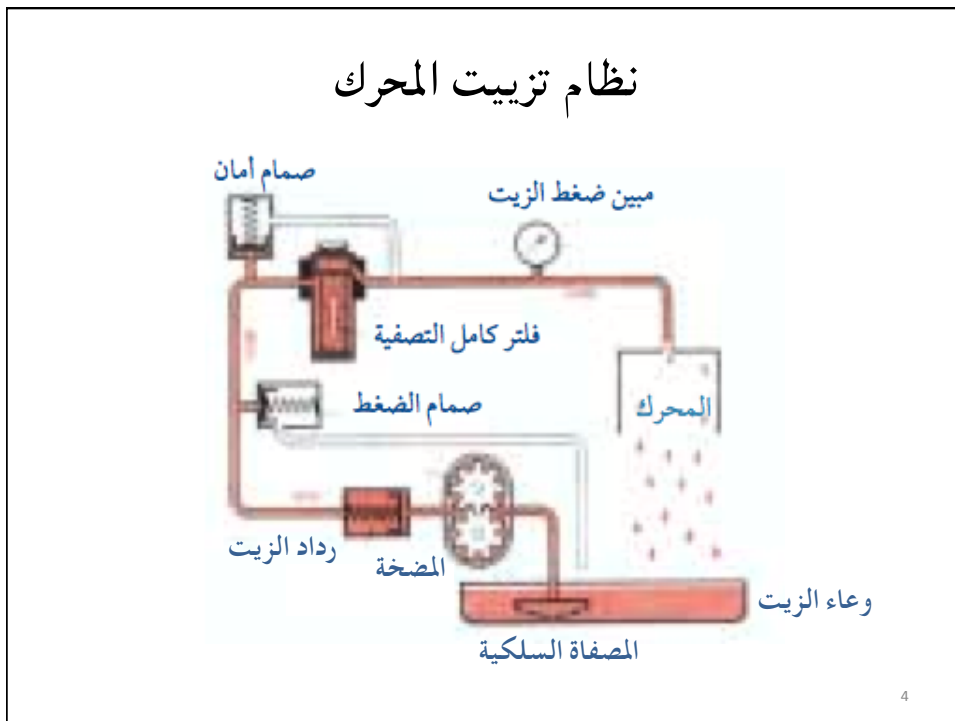 نظام تزييت المحرك
صمام أمان
مبين ضغط الزيت
فلتر كامل التصفية
صمام الضغط
المحرك
رداد الزيت
المضخة
وعاء الزيت
المصفاة السلكية
4